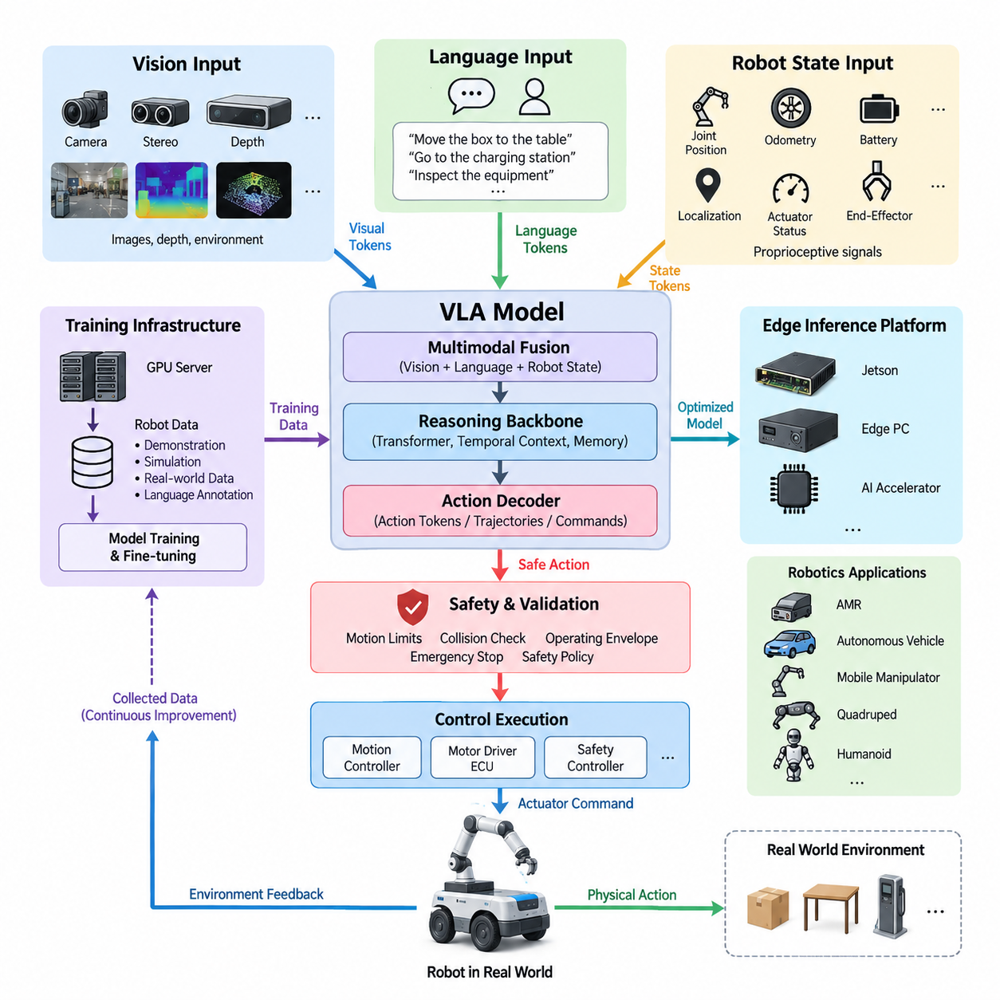 Vision Input
Camera
Stereo
Depth
...
...
Images, depth, environment
Language Input
“Move the box to the table”
“Go to the charging station”
“Inspect the equipment”
...
Robot State Input
Joint
Position
Odometry
Battery
...
Localization
Actuator
Status
End-Effector
...
Proprioceptive signals
Visual
Tokens
Language
Tokens
State
Tokens
Training Infrastructure
GPU Server
Robot Data
• Demonstration
• Simulation
• Real-world Data
• Language Annotation
Model Training
& Fine-tuning
Training
Data
VLA Model
Multimodal Fusion
(Vision + Language + Robot State)
Reasoning Backbone
(Transformer, Temporal Context, Memory)
Action Decoder
(Action Tokens / Trajectories / Commands)
Optimized
Model
Edge Inference Platform
Jetson
Edge PC
AI Accelerator
...
Safe Action
Safety & Validation
Motion Limits
Collision Check
Operating Envelope
Emergency Stop
Safety Policy
Robotics Applications
AMR
Autonomous Vehicle
Mobile Manipulator
Quadruped
Humanoid
...
Collected Data
(Continuous Improvement)
Control Execution
Motion
Controller
Motor Driver
ECU
Safety
Controller
...
Actuator Command
Environment Feedback
Physical Action
Real World Environment
...
Robot in Real World